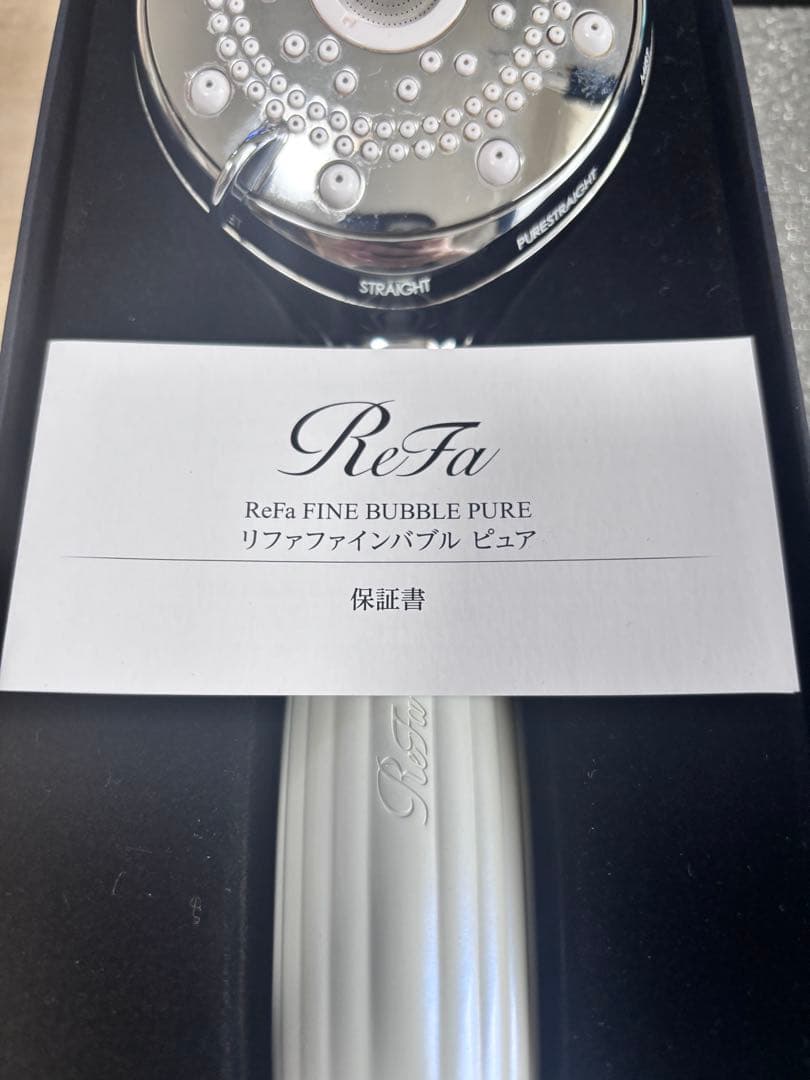 PURESTRAIGHT
STRAIGHT
ReFa
ReFa FINE BUBBLE PURE
リファファインバブル ピュア
保証書
ReFa